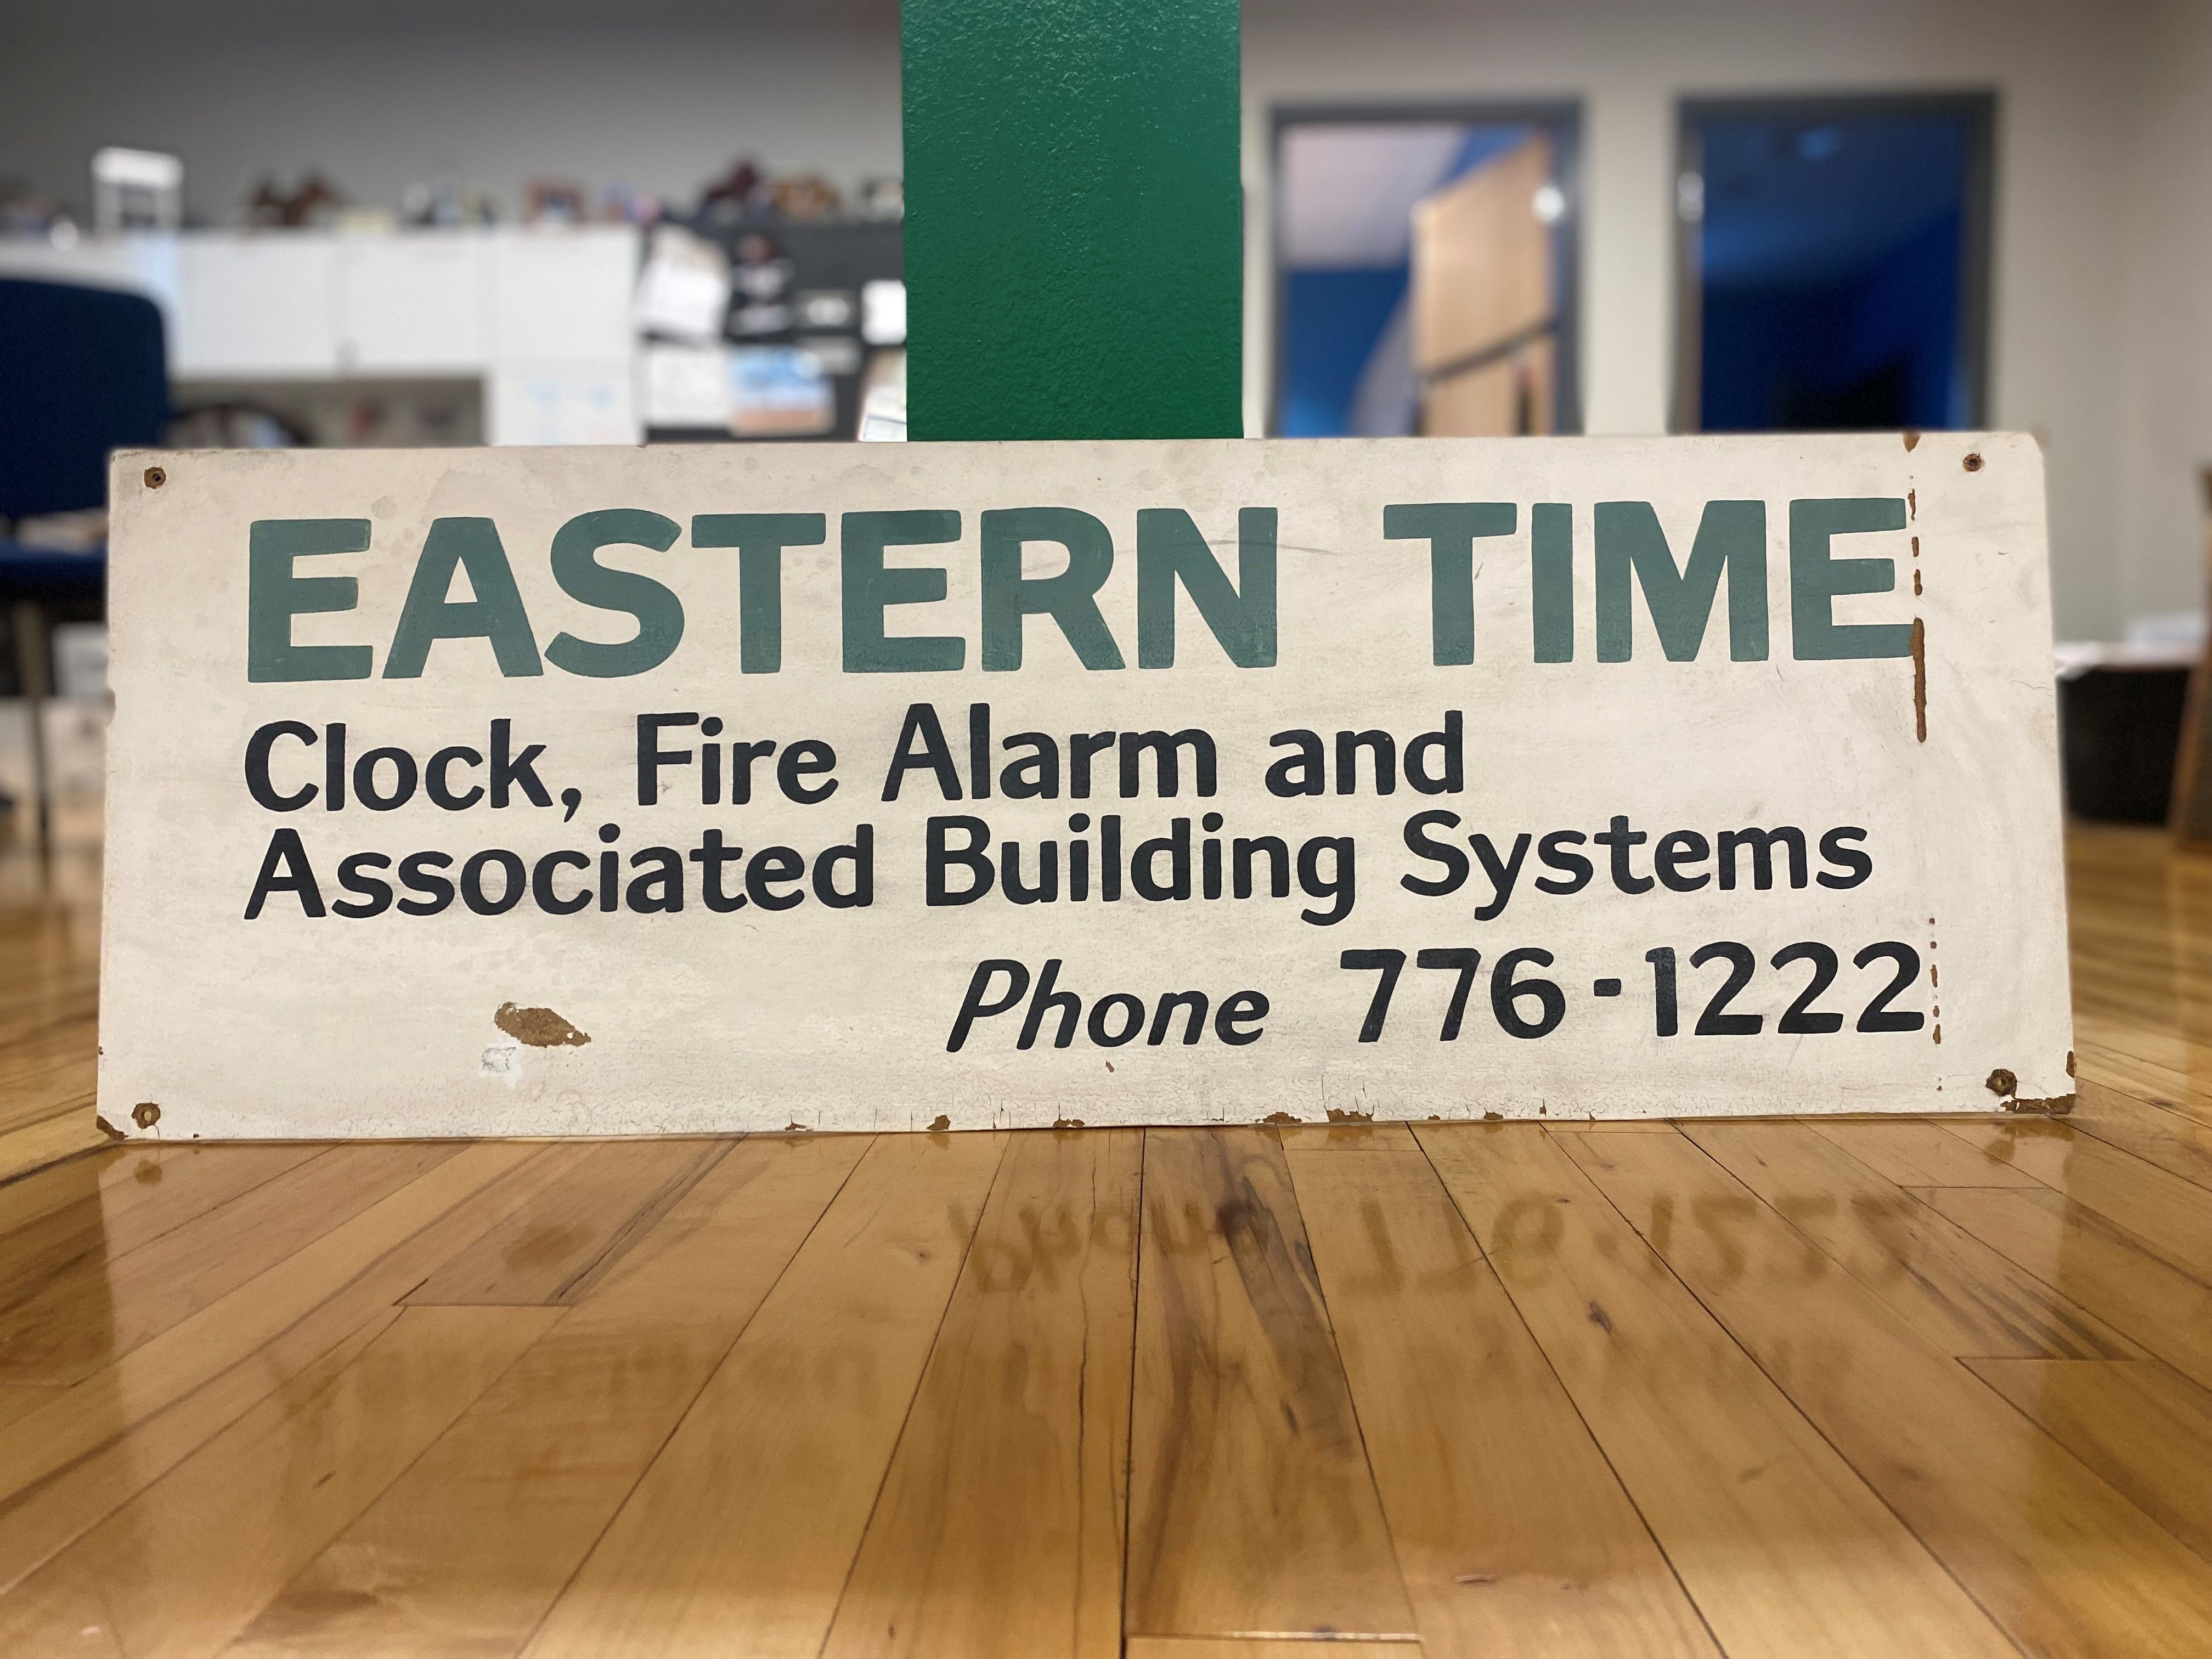 EASTERN TIME
Clock, Fire Alarm and
Associated Building Systems
Phone 776-1222